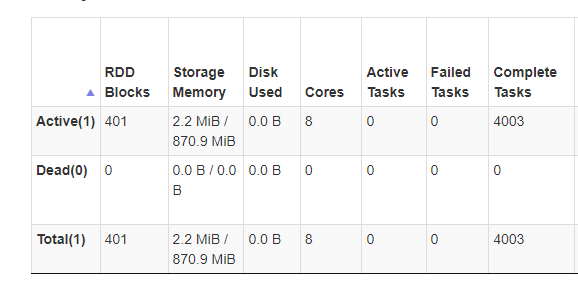 RDD Blocks Storage Memory Disk Used Cores Active Tasks Failed Tasks Complete Tasks
Active(1) 401 2.2 MiB / 870.9 MiB 0.0 B 8 0 0 4003
Dead(0) 0 0.0 B / 0.0 B 0.0 B 0 0 0 0
Total(1) 401 2.2 MiB / 870.9 MiB 0.0 B 8 0 0 4003